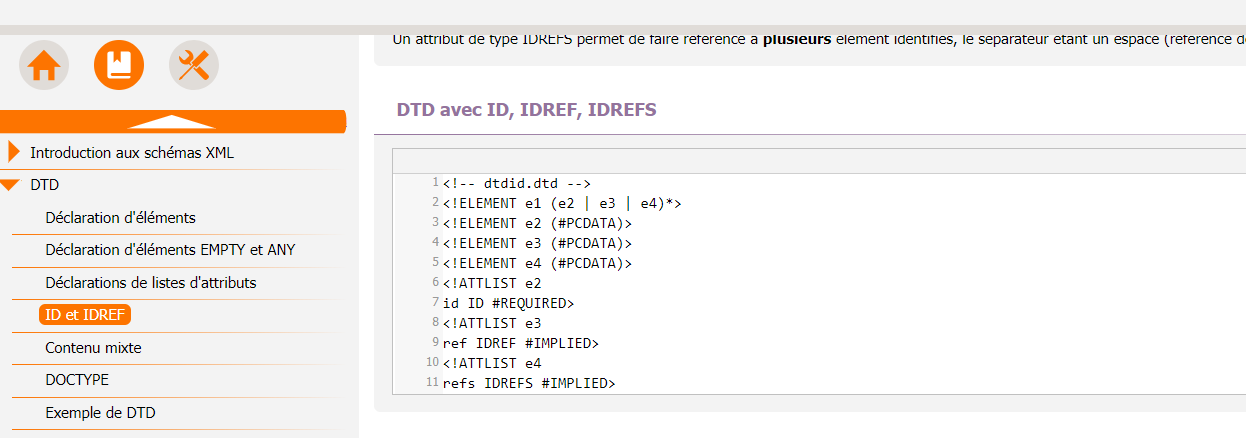 Un attribut de type IDREFS permet de faire référence à plusieurs élément identifiés, le séparateur étant un espace (référence d
DTD avec ID, IDREF, IDREFS
Introduction aux schémas XML
DTD
Déclaration d'éléments
Déclaration d'éléments EMPTY et ANY
Déclarations de listes d'attributs
ID et IDREF
Contenu mixte
DOCTYPE
Exemple de DTD
1 <!-- dtdid.dtd -->
2 <!ELEMENT e1 (e2 | e3 | e4)*>
3 <!ELEMENT e2 (#PCDATA)>
4 <!ELEMENT e3 (#PCDATA)>
5 <!ELEMENT e4 (#PCDATA)>
6 <!ATTLIST e2
7 id ID #REQUIRED>
8 <!ATTLIST e3
9 ref IDREF #IMPLIED>
10 <!ATTLIST e4
11 refs IDREFS #IMPLIED>